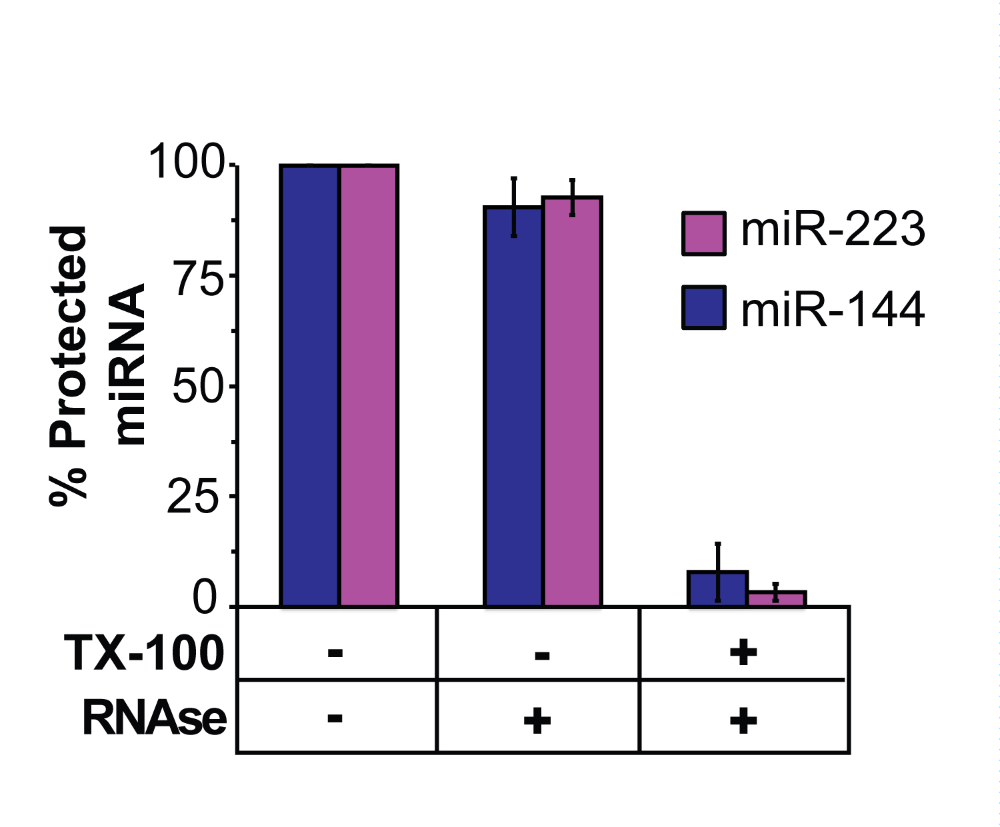 % Protected
miRNA
100
75
50
25
0
miR-223
miR-144
TX-100 - - +
RNAse - + +